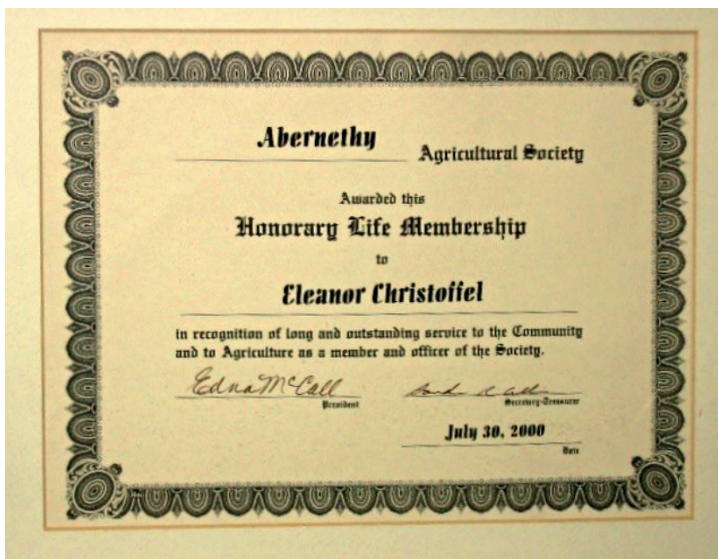 Abernethy
Agricultural Society
Awarded this
Honorary Life Membership
to
Eleanor Christoffel
in recognition of long and outstanding service to the Community
and to Agriculture as a member and officer of the Society.
Edna McCall
President
Secretary-Treasurer
July 30, 2000
Date